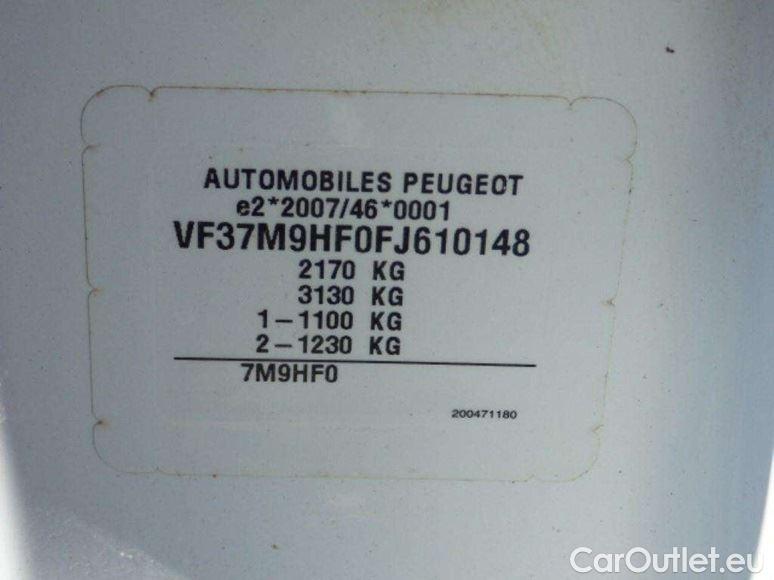 AUTOMOBILES PEUGEOT
e2*2007/46*0001
VF37M9HF0FJ610148
2170 KG
3130 KG
1-1100 KG
2-1230 KG
7M9HF0
200471180
CarOutlet.eu